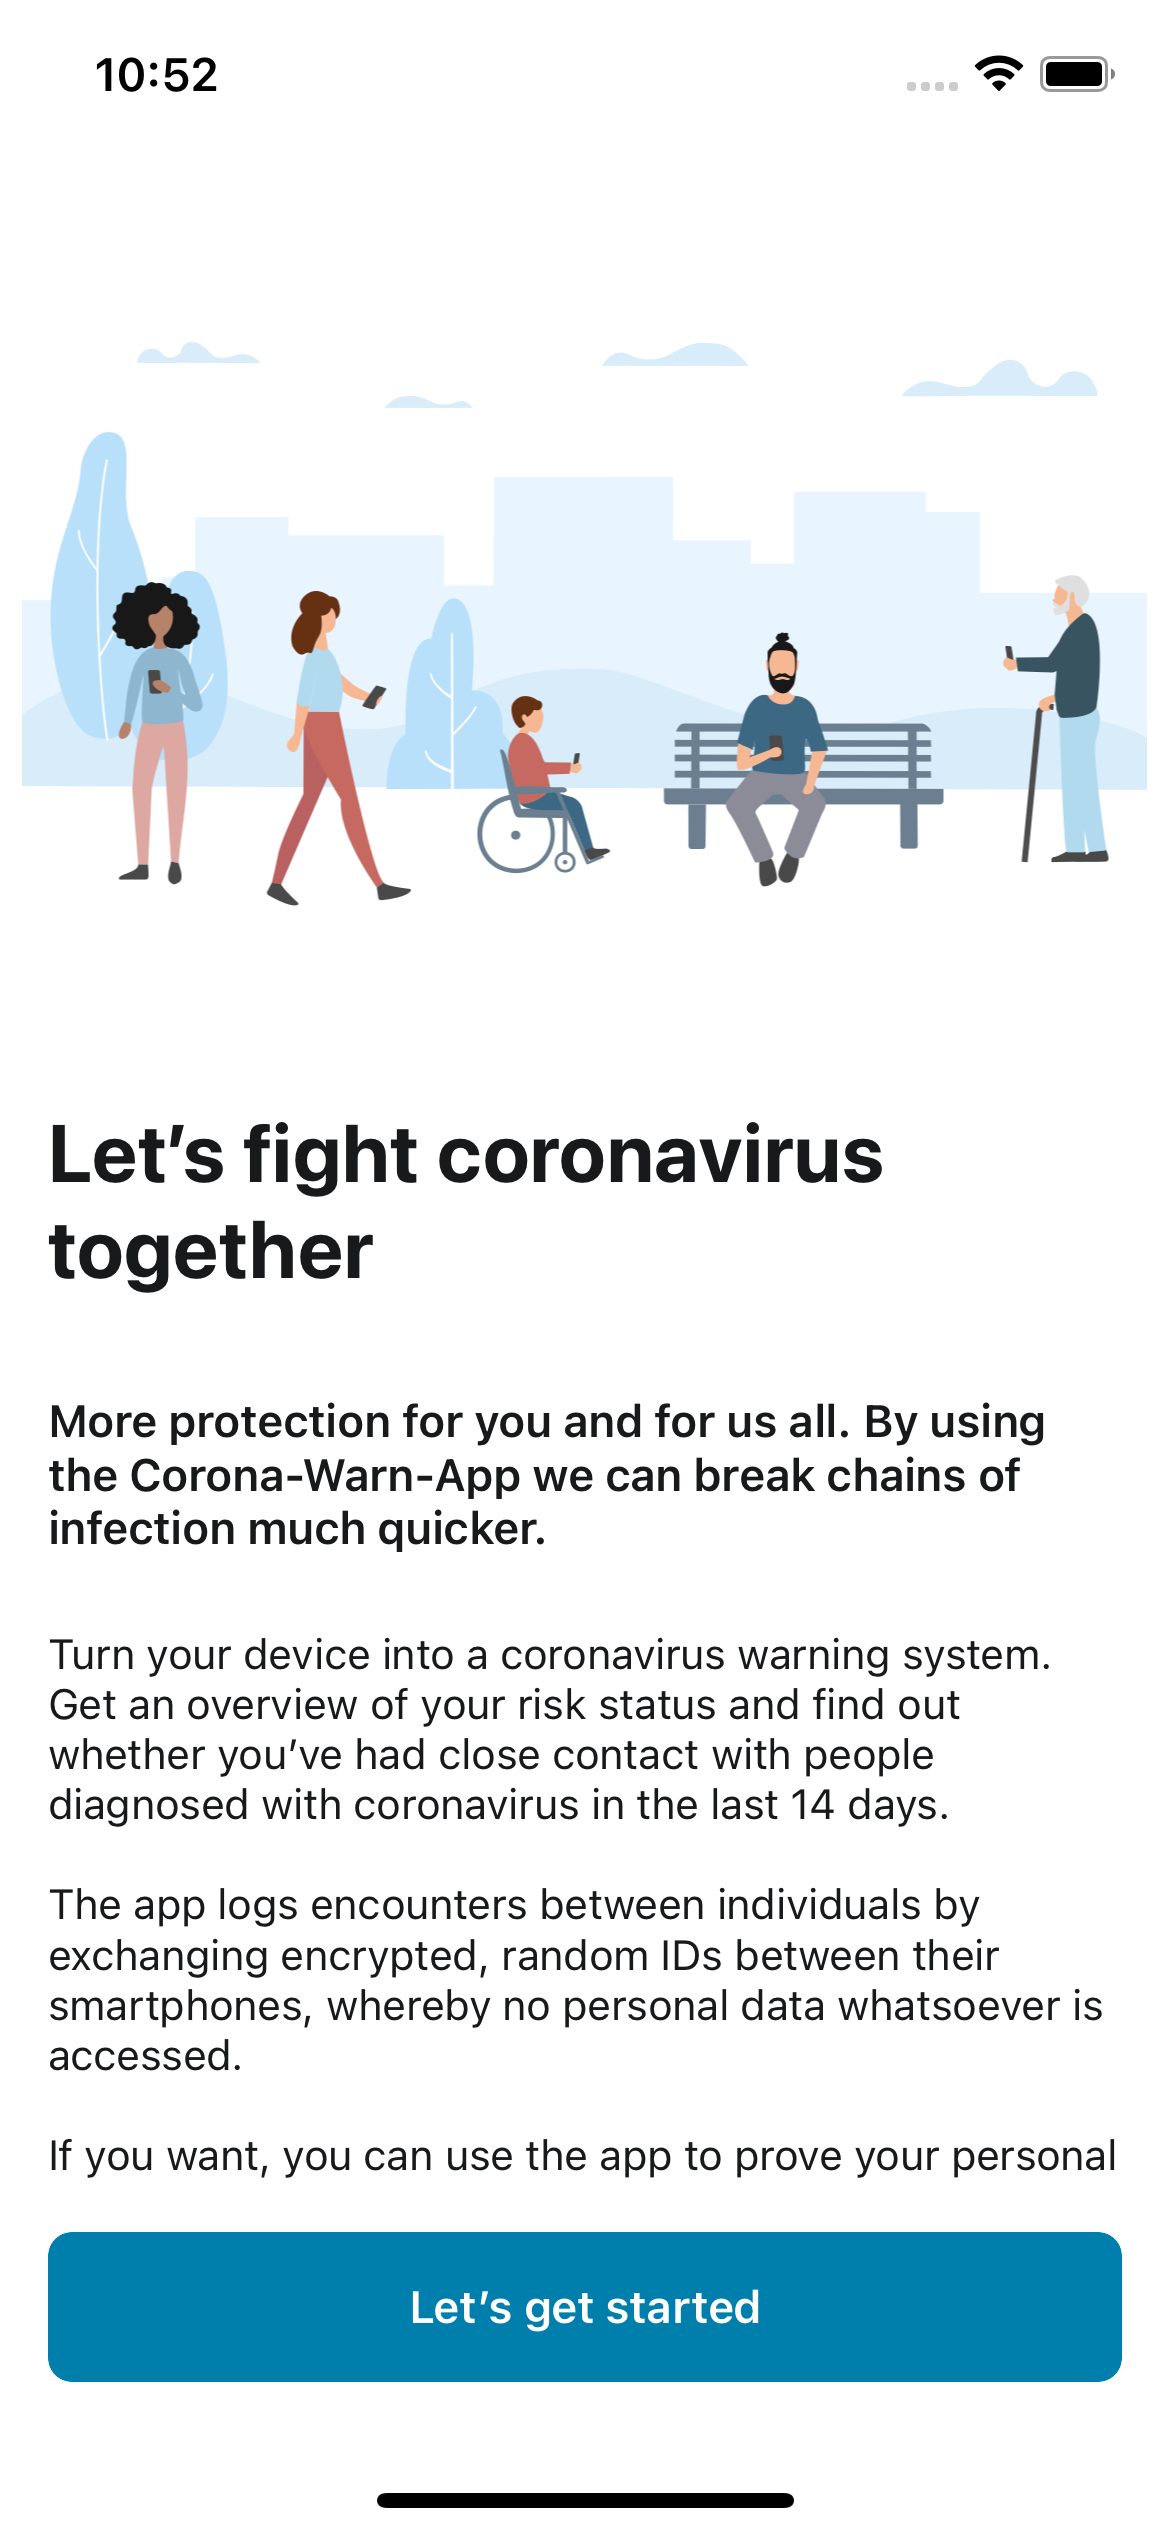 10:52
Let’s fight coronavirus
together
More protection for you and for us all. By using
the Corona-Warn-App we can break chains of
infection much quicker.
Turn your device into a coronavirus warning system.
Get an overview of your risk status and find out
whether you’ve had close contact with people
diagnosed with coronavirus in the last 14 days.
The app logs encounters between individuals by
exchanging encrypted, random IDs between their
smartphones, whereby no personal data whatsoever is
accessed.
If you want, you can use the app to prove your personal
Let’s get started